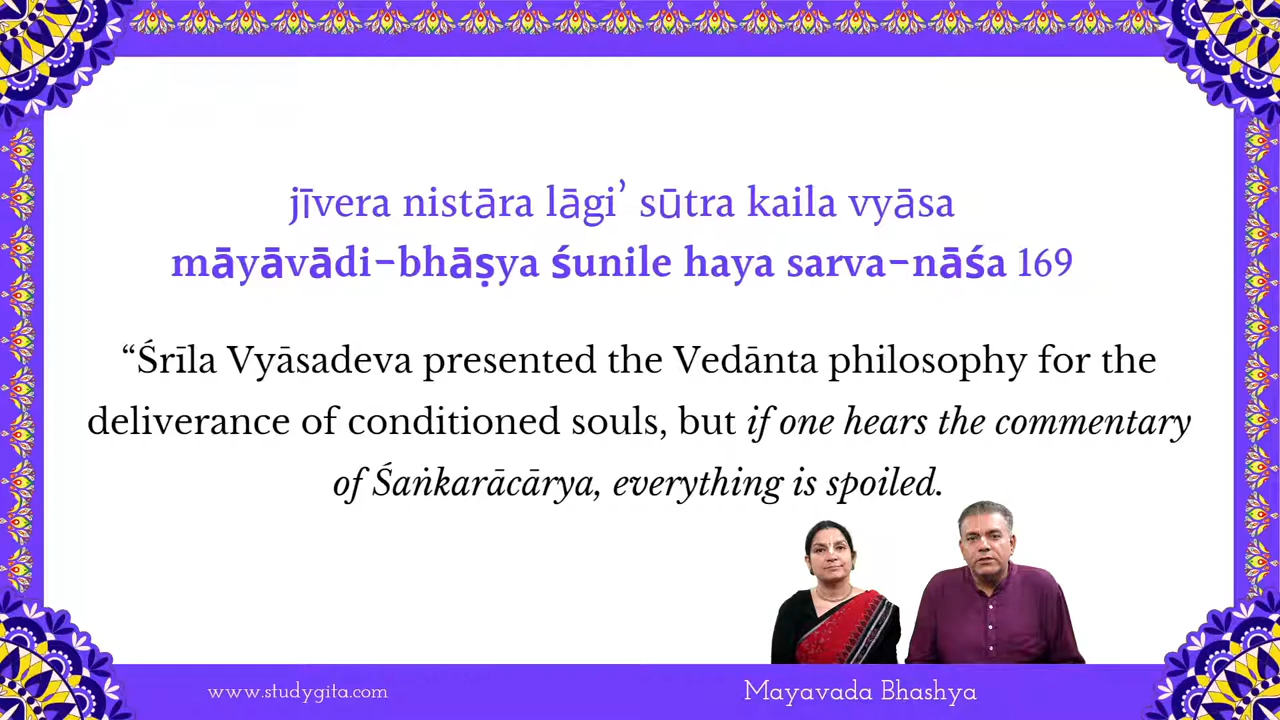 jīvera nistāra lāgi’ sūtra kaila vyāsa
māyāvādi-bhāṣya śunile haya sarva-nāśa 169
“Śrīla Vyāsadeva presented the Vedānta philosophy for the
deliverance of conditioned souls, but if one hears the commentary
of Śaṅkarācārya, everything is spoiled.
www.studygita.com
Mayavada Bhashya